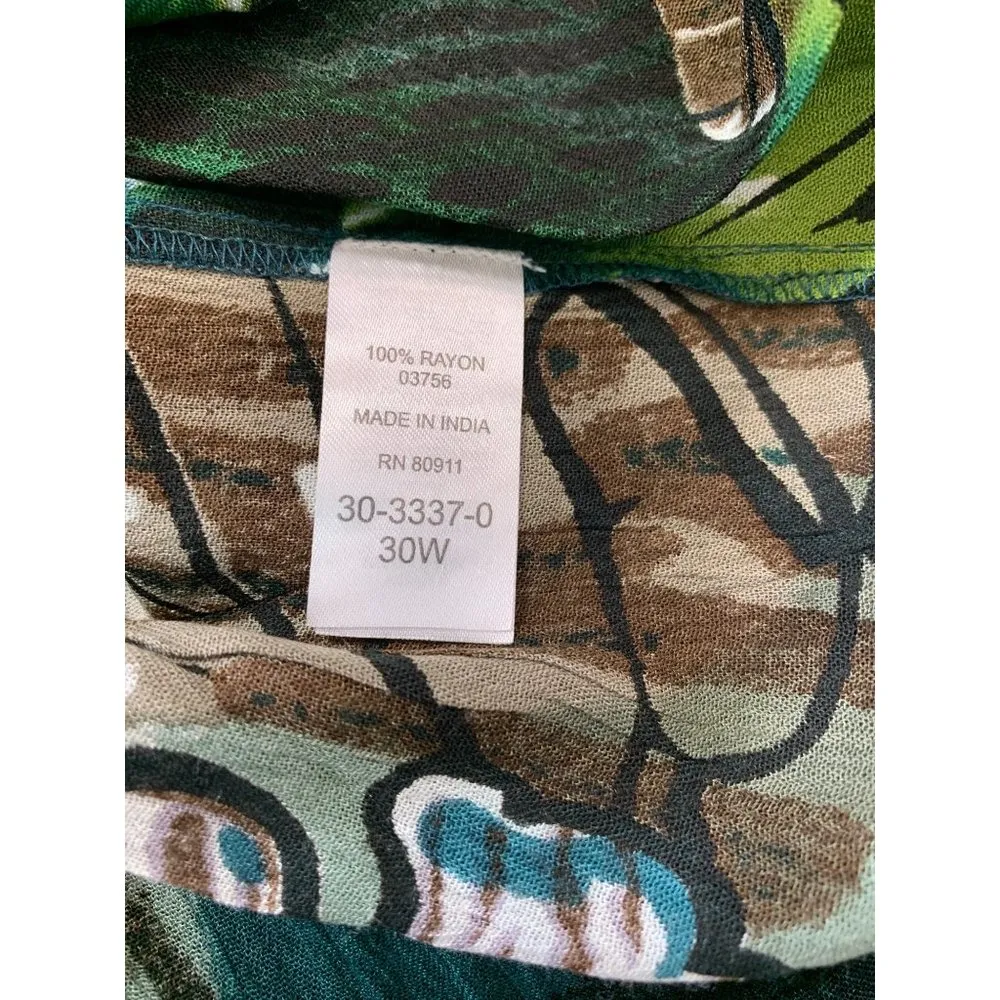 100% RAYON
03756
MADE IN INDIA
RN 80911
30-3337-0
30W